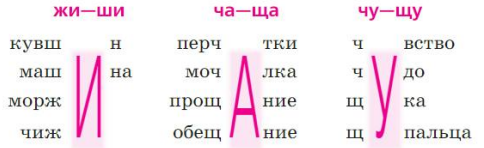 жи—ши ча—ща чу—щу
кувш н перч тки ч вство
маш на моч лка ч до
морж прощ ние щ ка
чиж обещ ние щ пальца
И А У